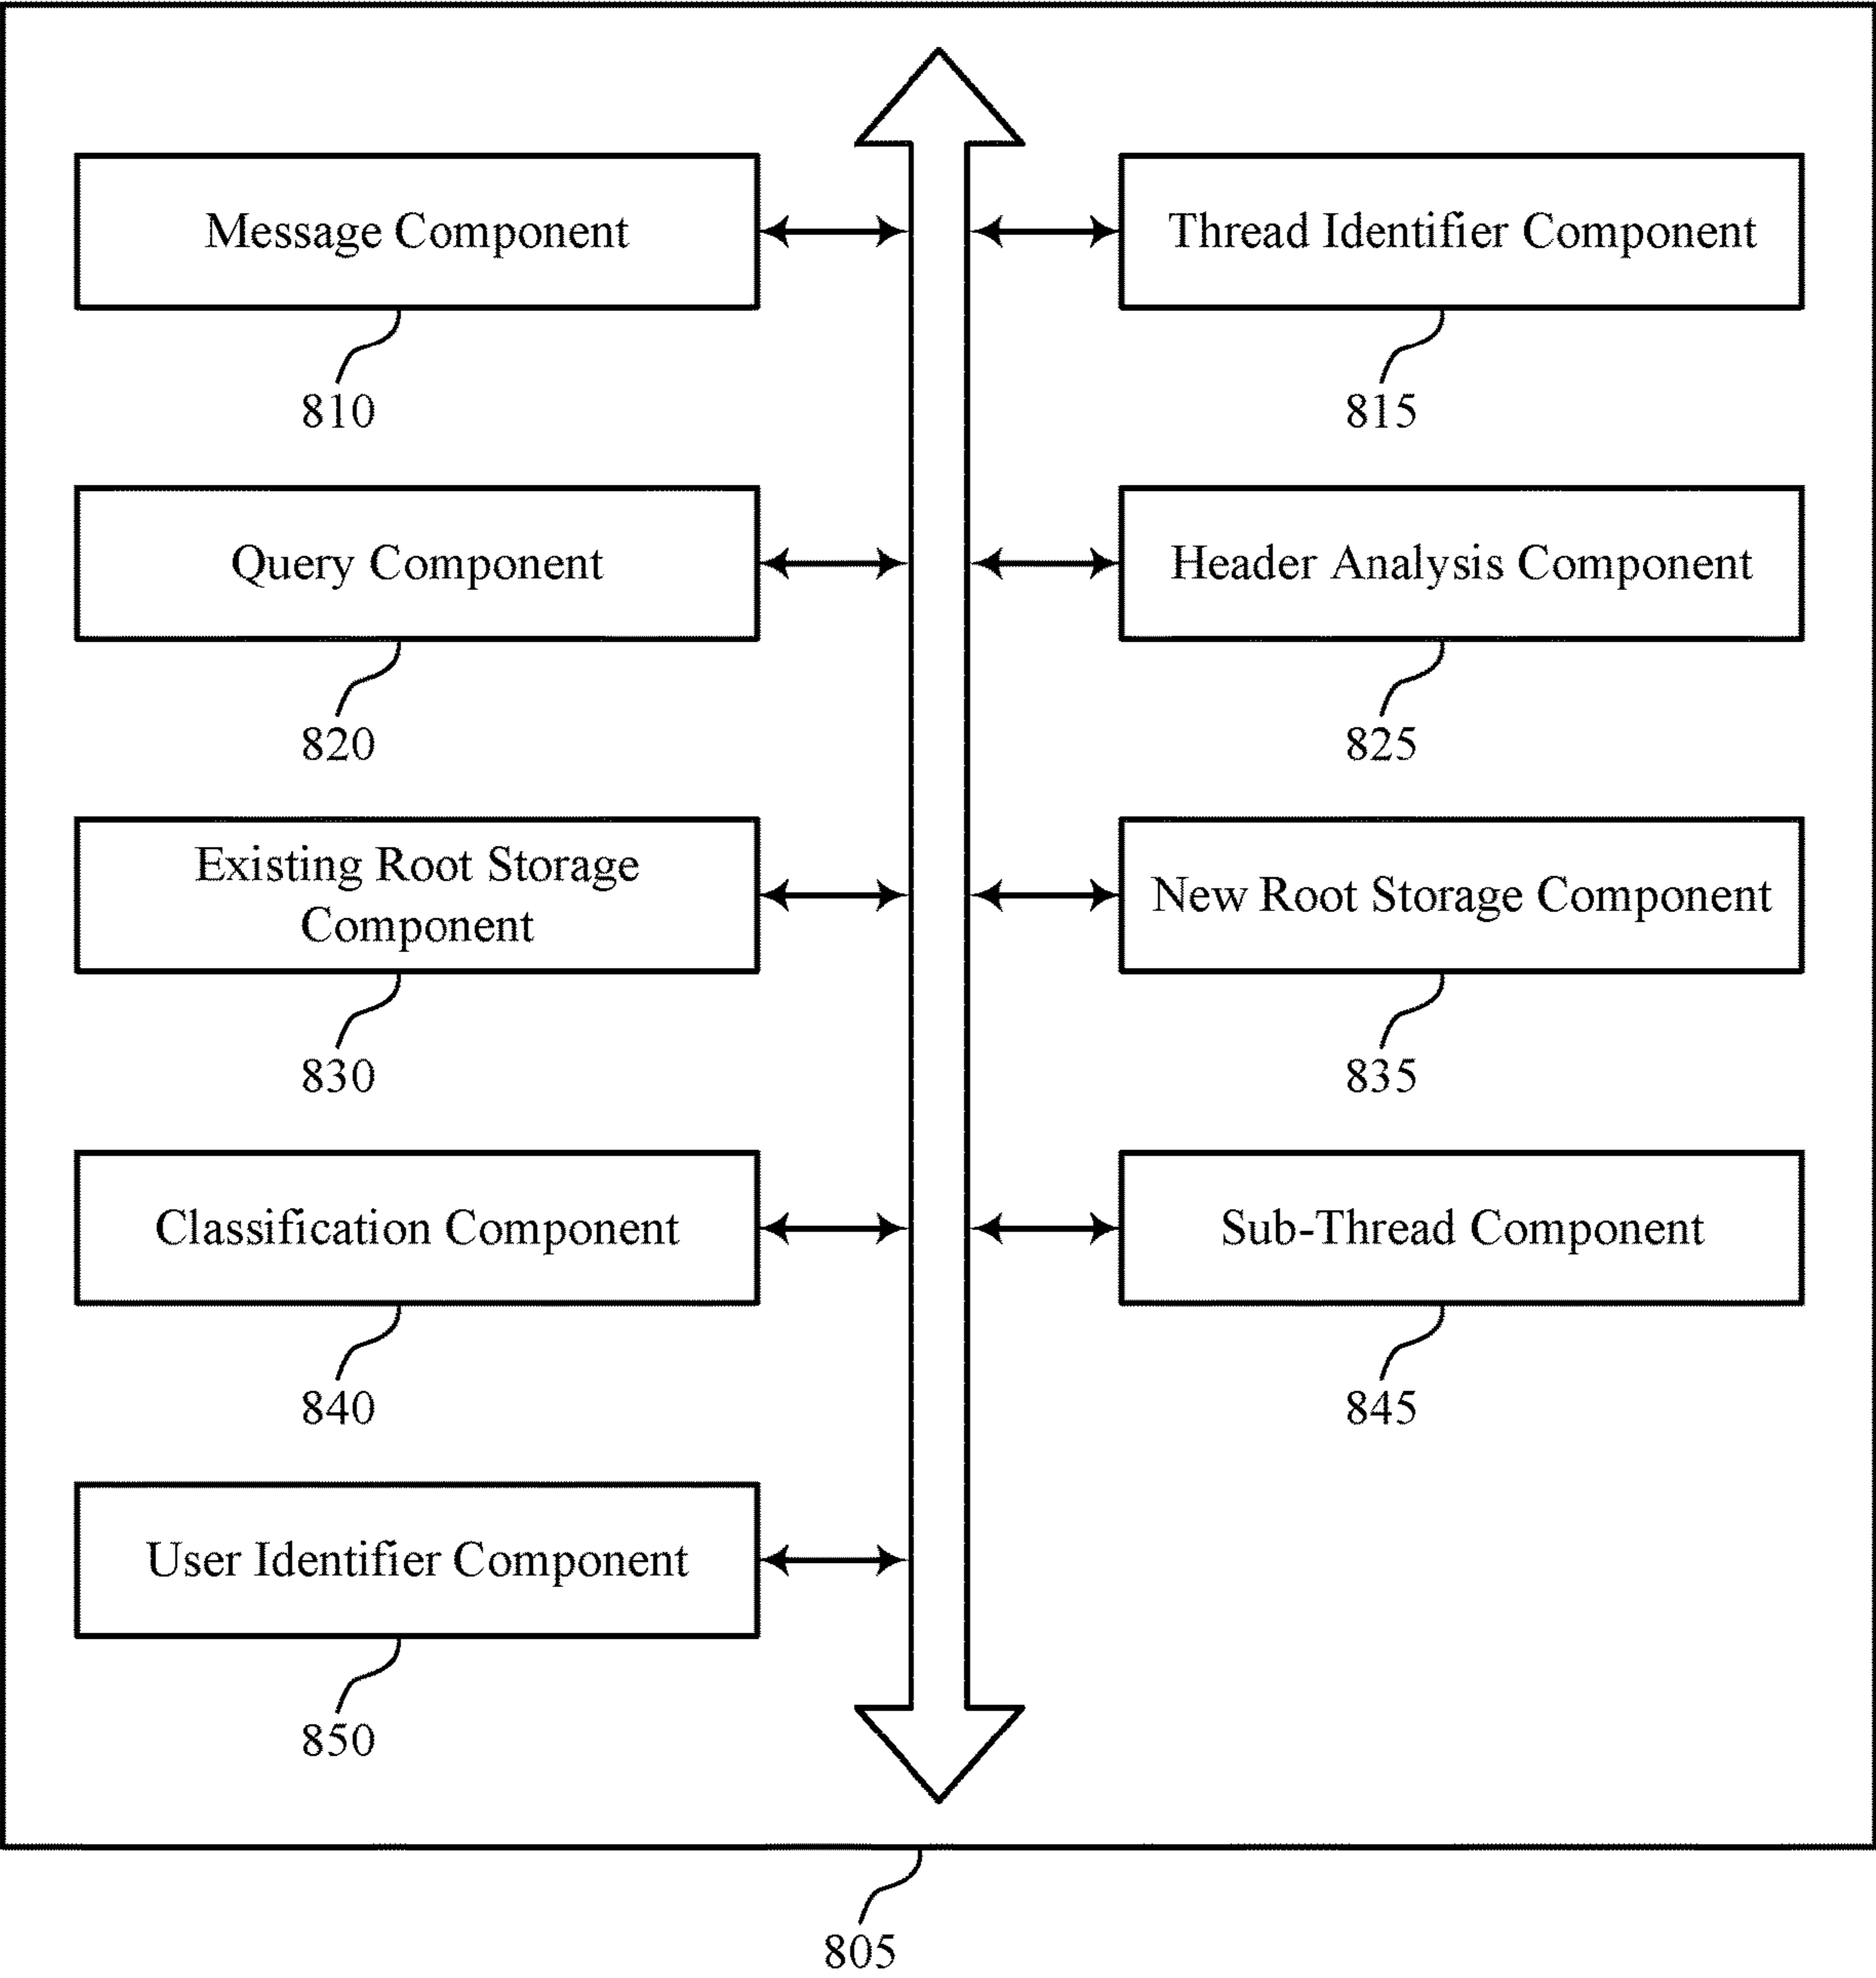 Message Component
Thread Identifier Component
810
815
Query Component
Header Analysis Component
820
825
Existing Root Storage
Component
New Root Storage Component
830
835
Classification Component
Sub-Thread Component
840
845
User Identifier Component
850
805